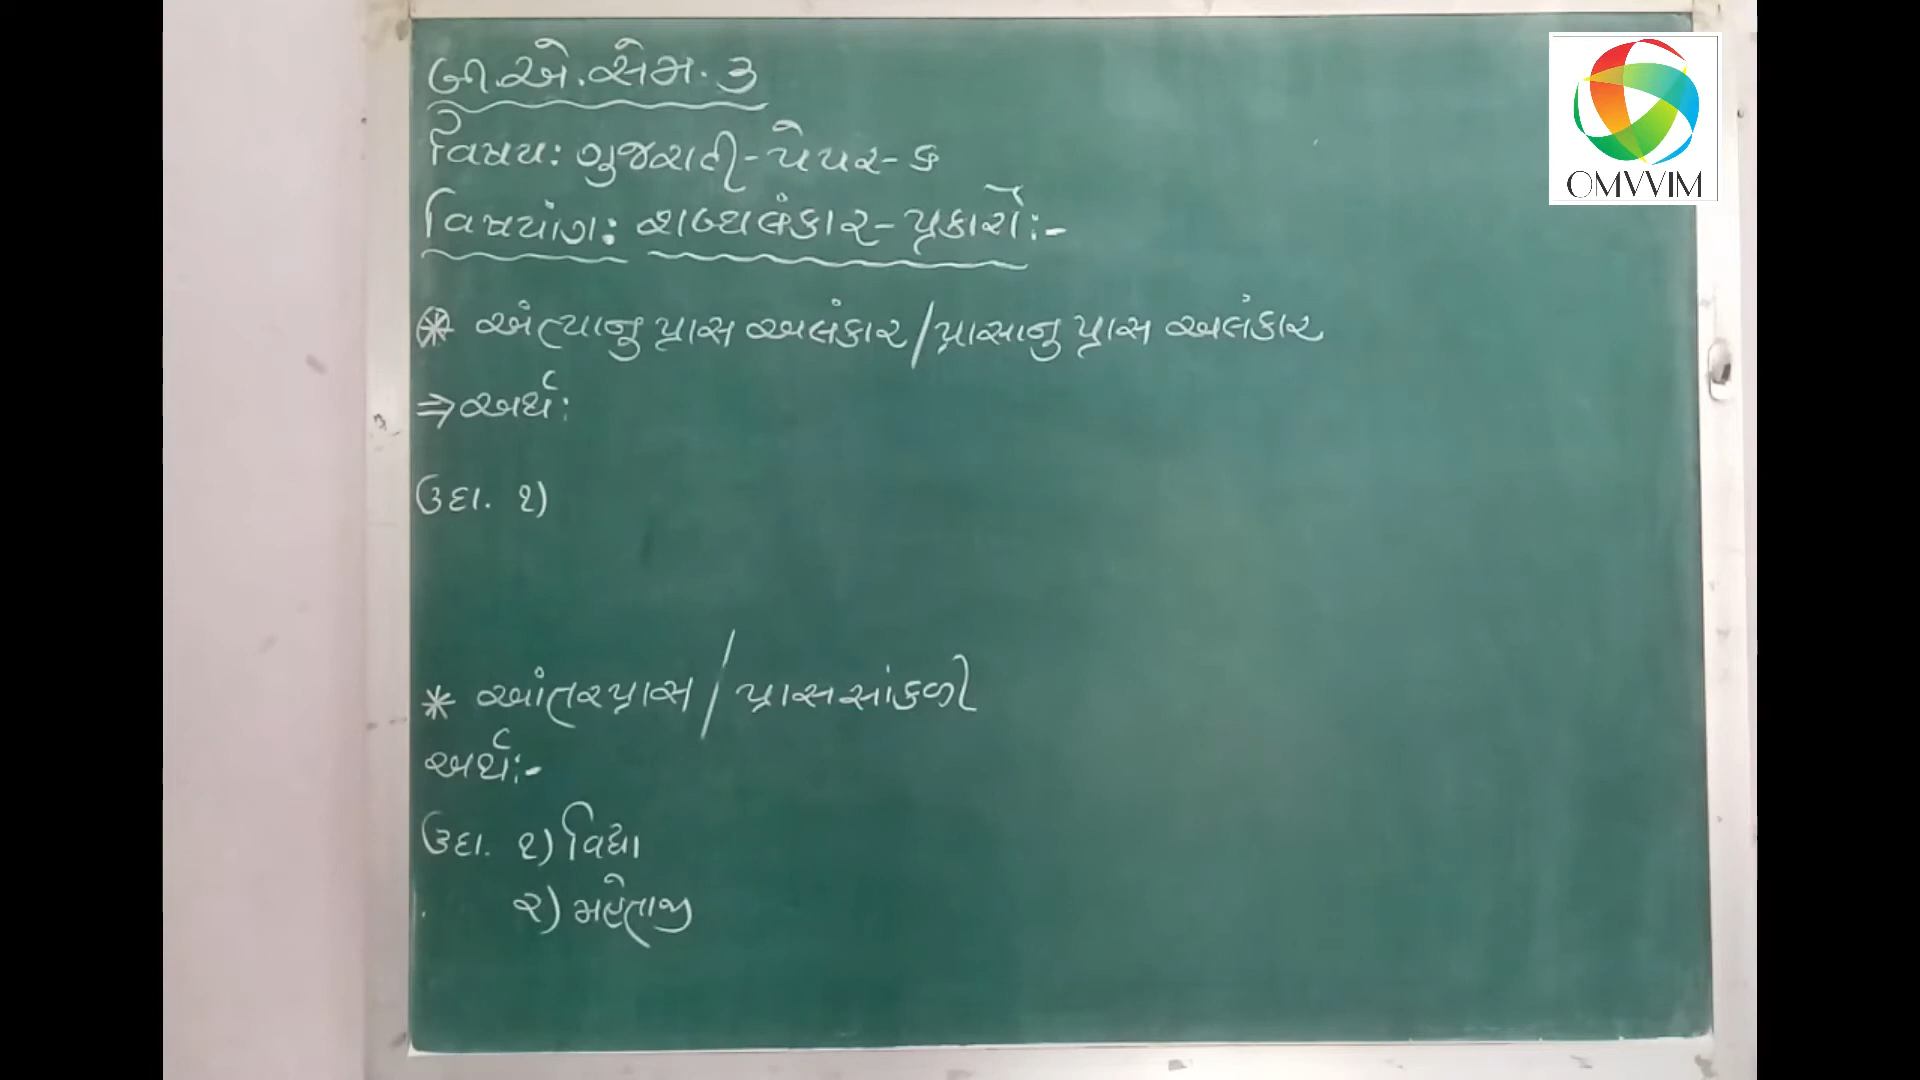 બી.એ.સેમ. ૩
વિષય: ગુજરાતી-પેપર-ક
વિષયાંગ: શબ્દાલંકાર-પ્રકારો:-
અંત્યાનુપ્રાસ અલંકાર/પ્રાસાનુપ્રાસ અલંકાર
⇒અર્થ:
ઉદા. ૧)
* આંતરપ્રાસ/પ્રાસસાંકળી
અર્થ:-
ઉદા. ૧) વિદ્યા
૨) મહેતાજી
OMVVIM